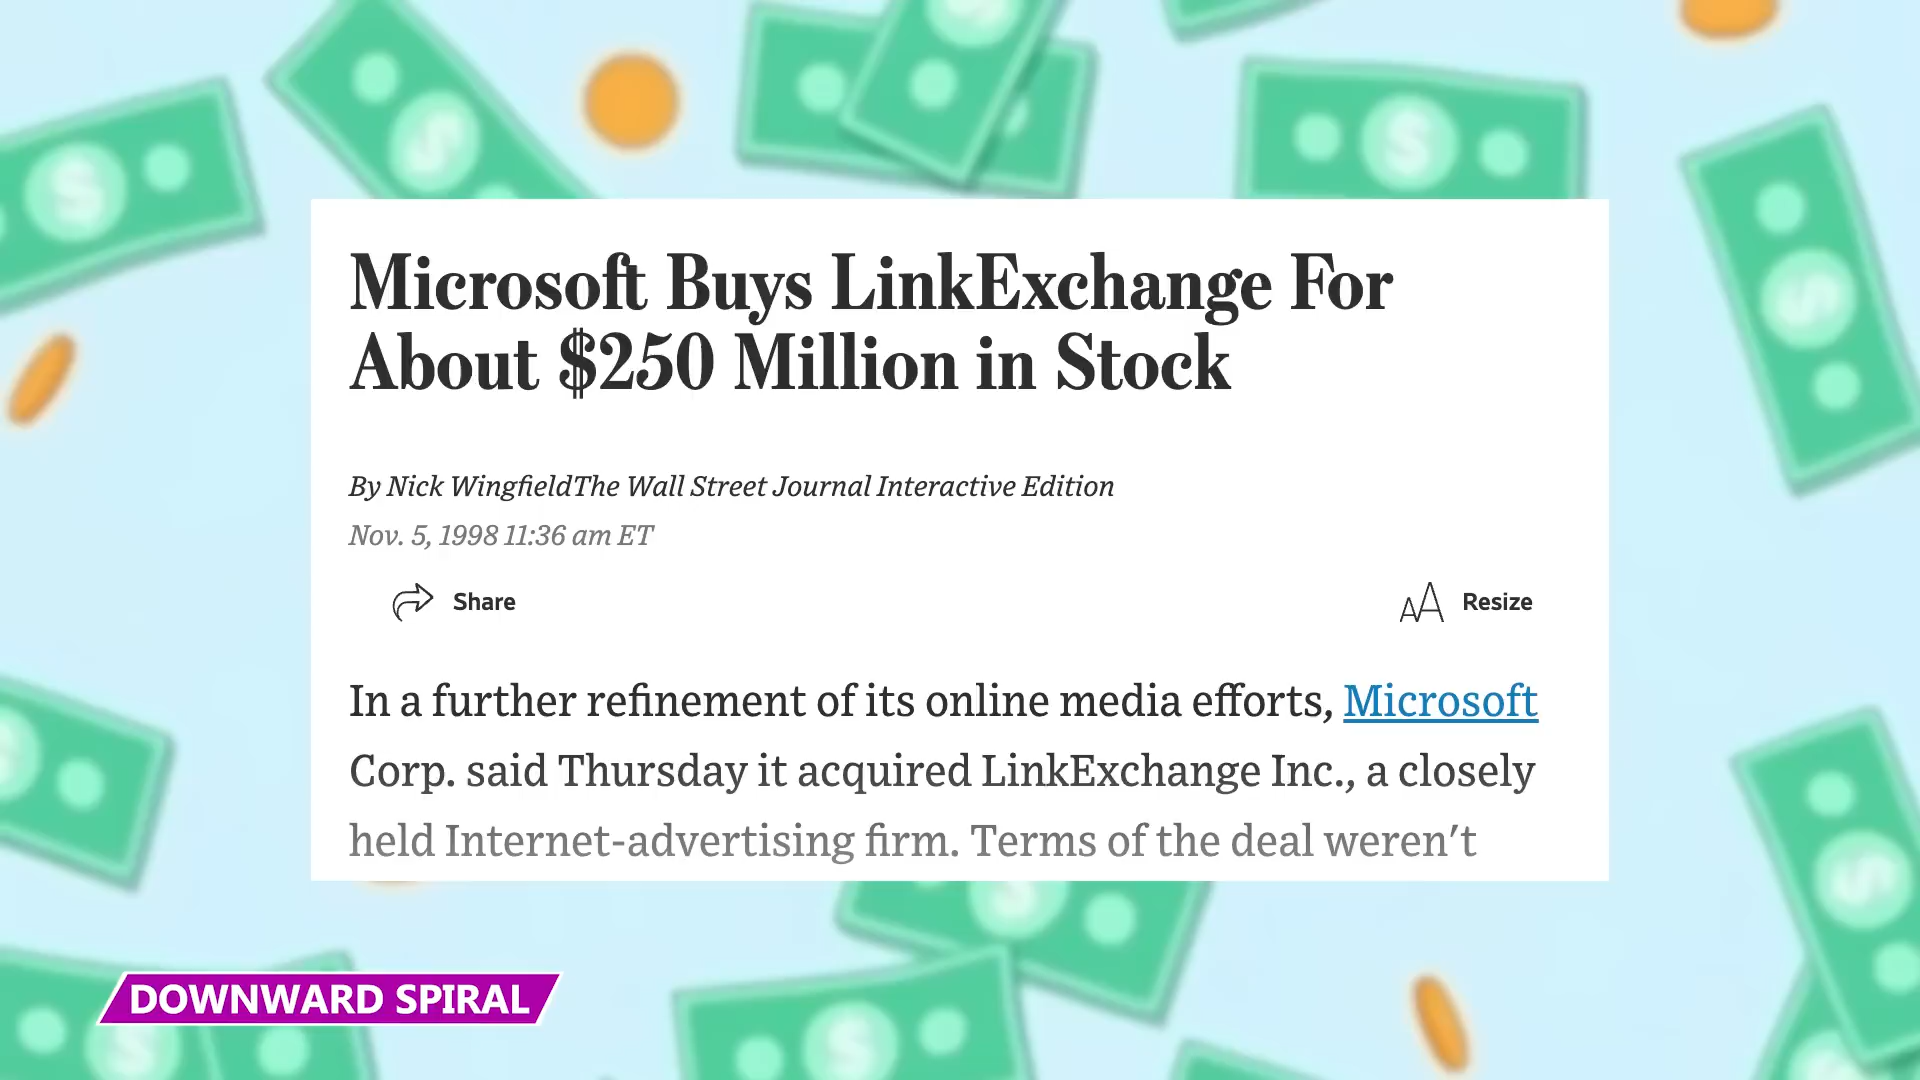 Microsoft Buys LinkExchange For
About $250 Million in Stock
By Nick WingfieldThe Wall Street Journal Interactive Edition
Nov. 5, 1998 11:36 am ET
Share
Resize
In a further refinement of its online media efforts, Microsoft
Corp. said Thursday it acquired LinkExchange Inc., a closely
held Internet-advertising firm. Terms of the deal weren't
DOWNWARD SPIRAL